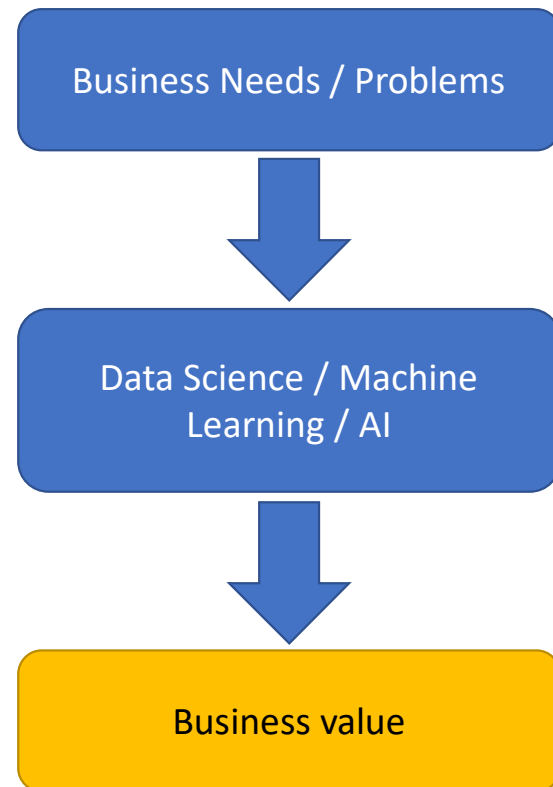 Business Needs / Problems
Data Science / Machine
Learning / AI
Business value